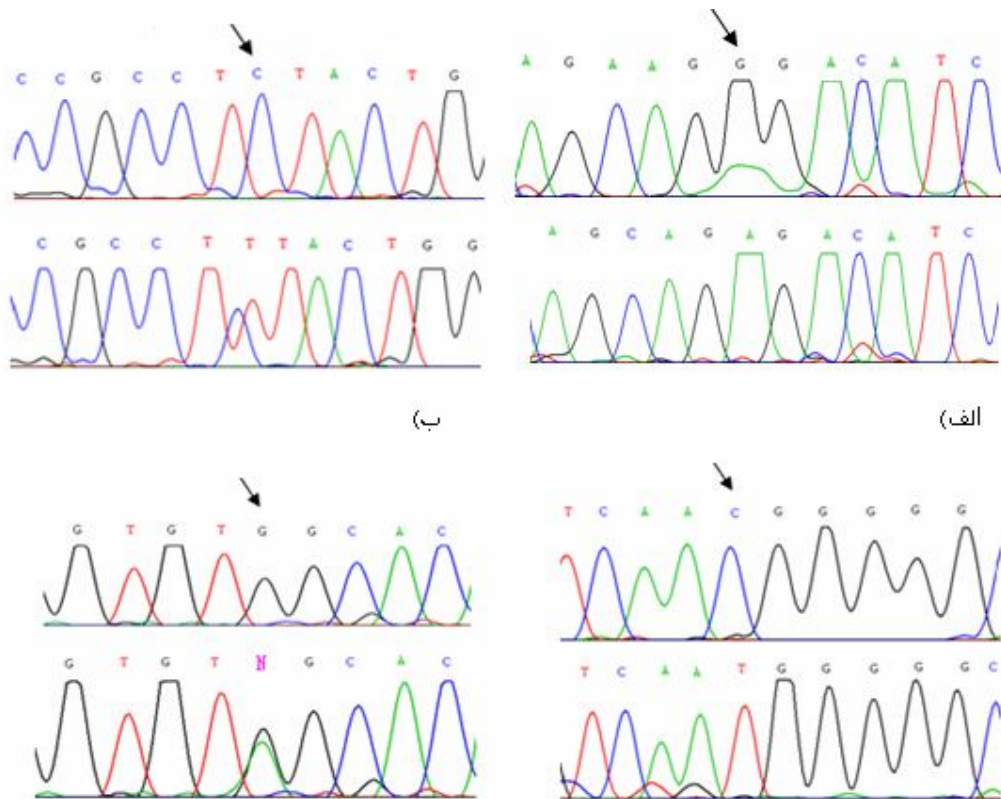 C C G C C T C T A C T G
A G A A G G G A C A T C
C G C C T T T A C T G G
A G C A G A G A C A T C
ب)
الف)
G T G T G G C A C
T C A A C G G G G G
G T G T N G C A C
T C A A T G G G G G C